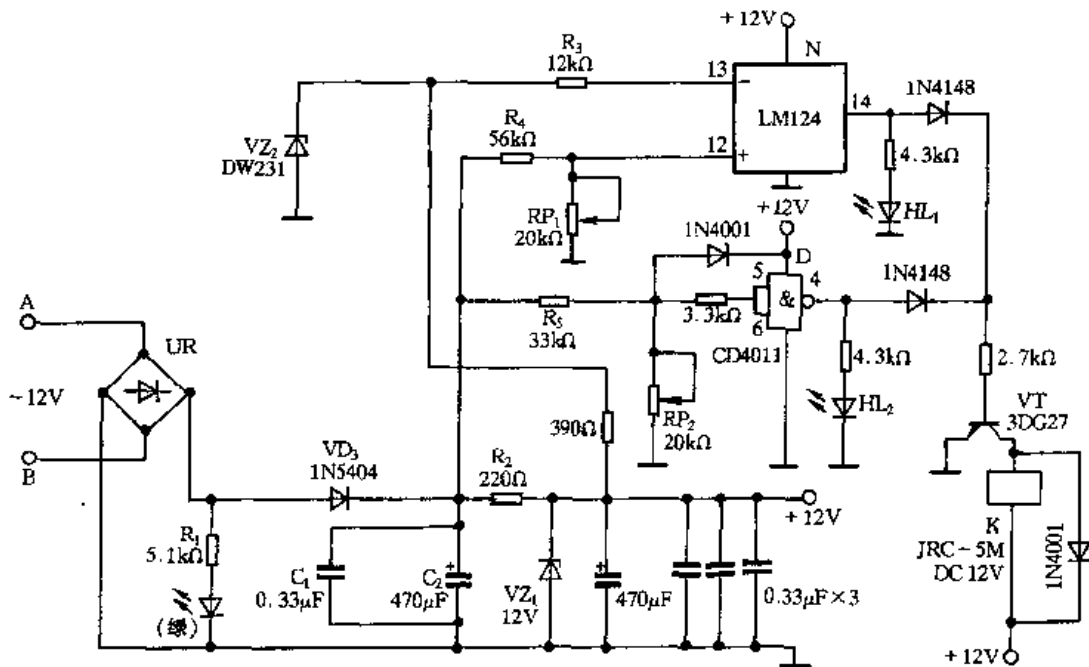 +12V
N
R₃
12kΩ
13
−
LM124
14
1N4148
VZ₂
DW231
R₄
56kΩ
12
+
4.3kΩ
HL₁
RP₁
20kΩ
+12V
1N4001
D
5
&
4
6
1N4148
A
UR
~12V
B
R₅
33kΩ
3.3kΩ
CD4011
4.3kΩ
2.7kΩ
HL₂
VT
3DG27
390Ω
RP₂
20kΩ
VD₃
1N5404
R₂
220Ω
+12V
R₁
5.1kΩ
(绿)
C₁
0.33μF
+
C₂
470μF
VZ₁
12V
+
470μF
0.33μF×3
K
JRC-5M
DC 12V
1N4001
+12V